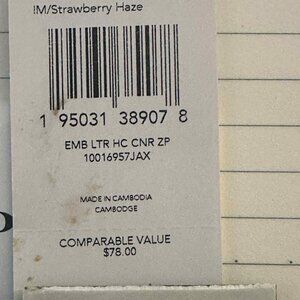 IM/Strawberry Haze
1 95031 38907 8
EMB LTR HC CNR ZP
10016957JAX
MADE IN CAMBODIA
CAMBODGE
COMPARABLE VALUE
$78.00